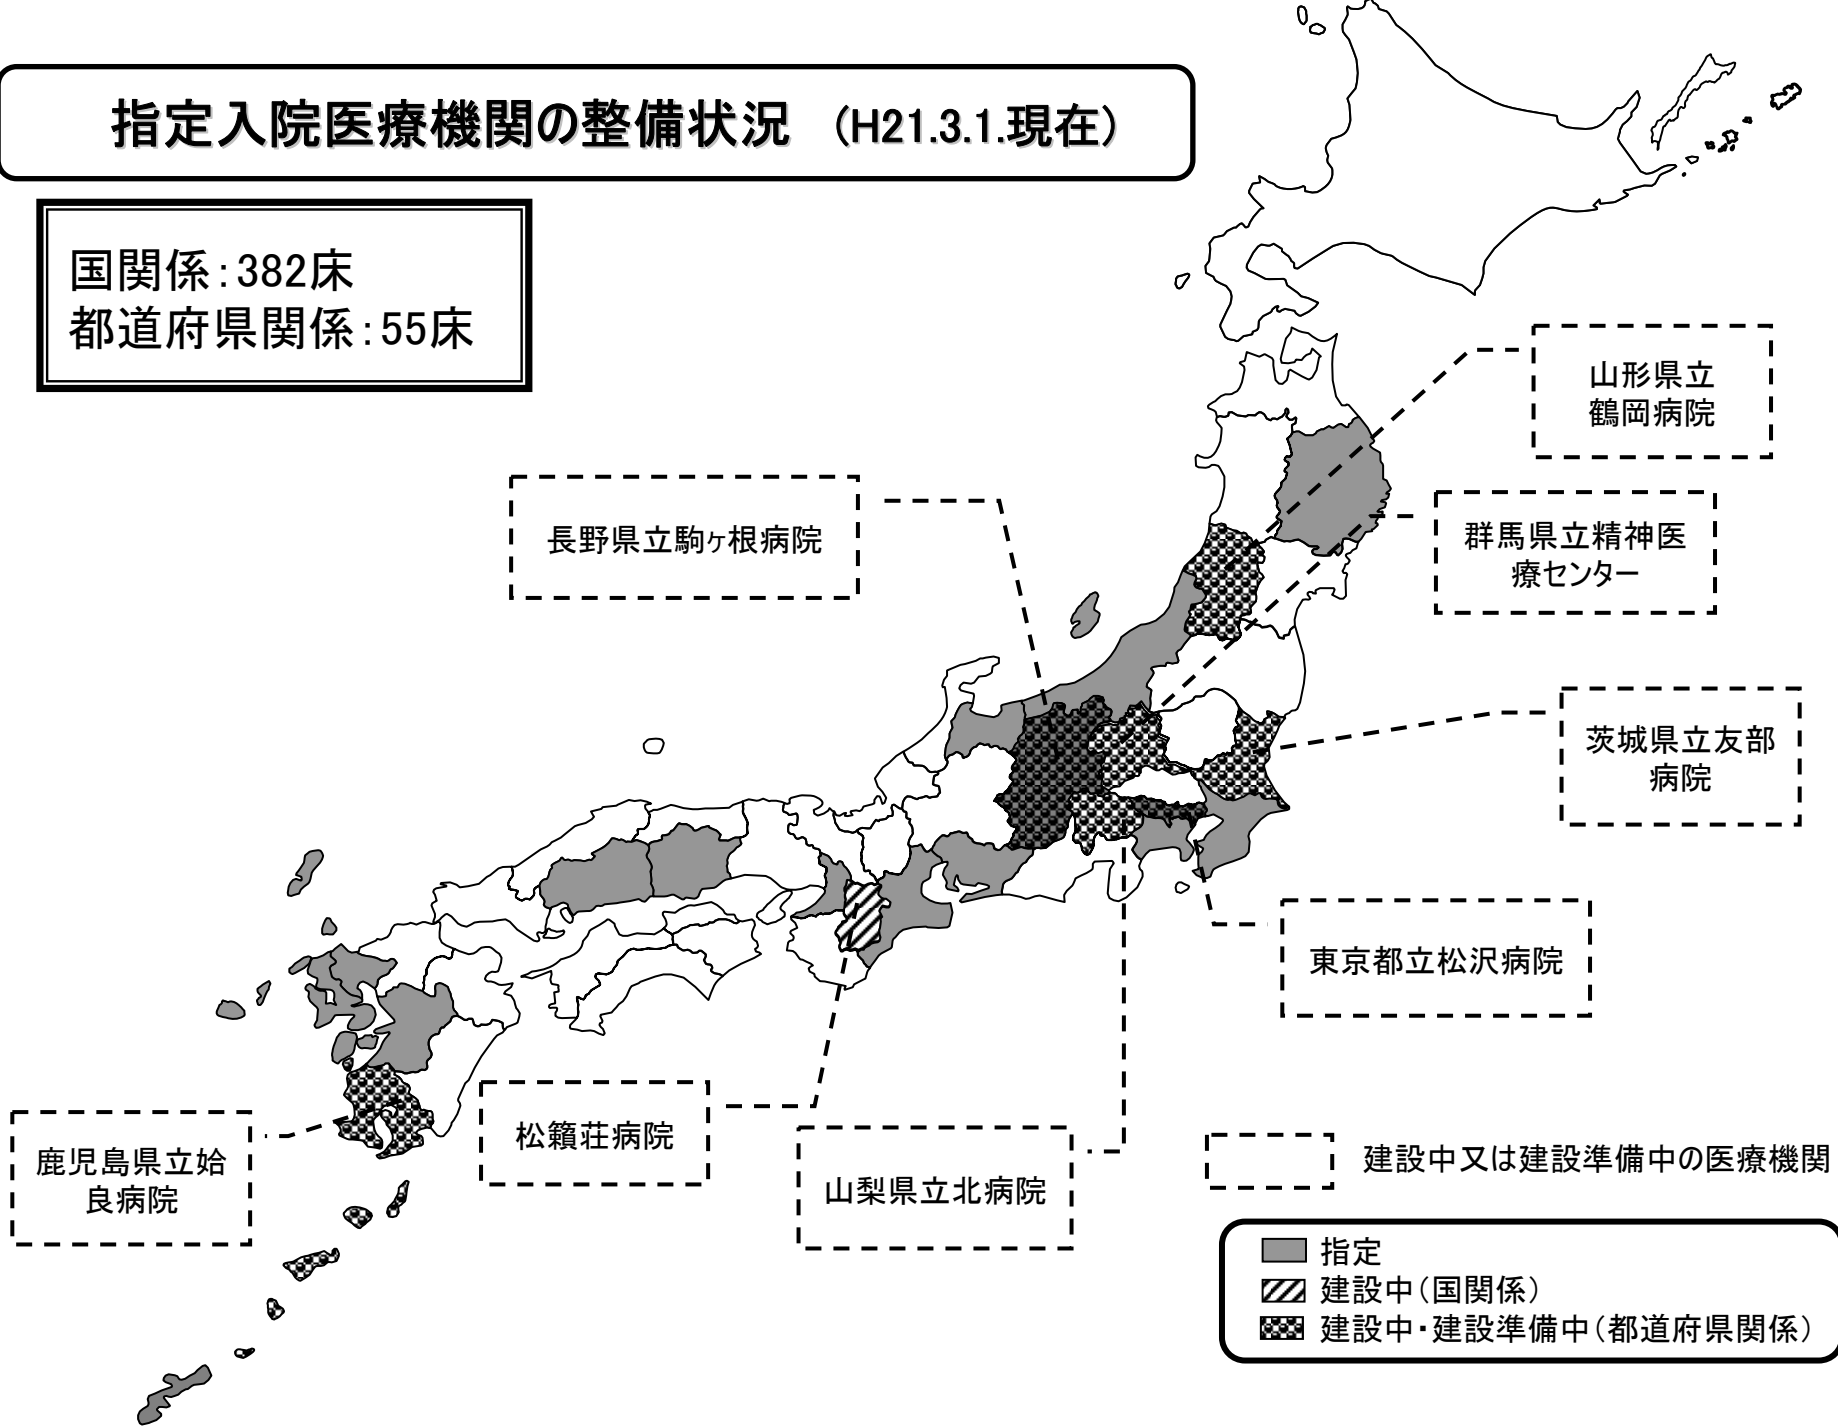 指定入院医療機関の整備状況 (H21.3.1.現在)
国関係:382床
都道府県関係:55床
山形県立
鶴岡病院
長野県立駒ヶ根病院
群馬県立精神医
療センター
茨城県立友部
病院
東京都立松沢病院
松籟荘病院
鹿児島県立姶
良病院
山梨県立北病院
建設中又は建設準備中の医療機関
指定
建設中(国関係)
建設中・建設準備中(都道府県関係)